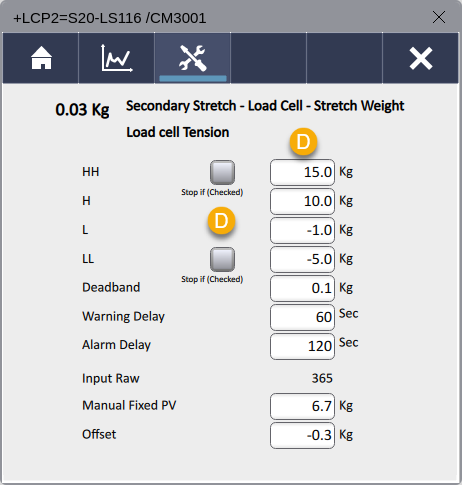 +LCP2=S20-LS116 /CM3001
0.03 Kg Secondary Stretch - Load Cell - Stretch Weight
Load cell Tension
D
HH 15.0 Kg
Stop if (Checked)
H 10.0 Kg
D
L -1.0 Kg
LL -5.0 Kg
Stop if (Checked)
Deadband 0.1 Kg
Warning Delay 60 Sec
Alarm Delay 120 Sec
Input Raw 365
Manual Fixed PV 6.7 Kg
Offset -0.3 Kg